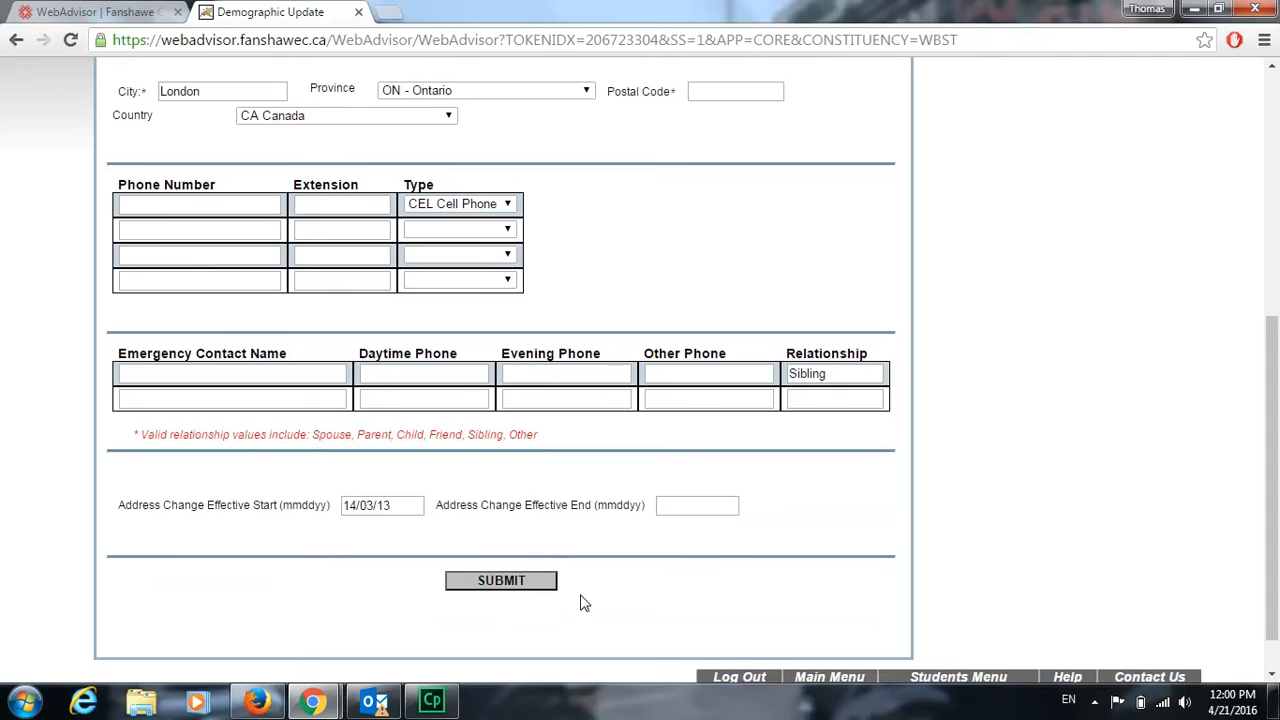 WebAdvisor | Fanshawe C
Demographic Update
Thomas
https://webadvisor.fanshawec.ca/WebAdvisor/WebAdvisor?TOKENIDX=206723304&SS=1&APP=CORE&CONSTITUENCY=WBST
City:* London Province ON - Ontario Postal Code*
Country CA Canada
Phone Number Extension Type
CEL Cell Phone
Emergency Contact Name Daytime Phone Evening Phone Other Phone Relationship
Sibling
* Valid relationship values include: Spouse, Parent, Child, Friend, Sibling, Other
Address Change Effective Start (mmddyy) 14/03/13 Address Change Effective End (mmddyy)
SUBMIT
Log Out Main Menu Students Menu Help Contact Us
Cp
EN
12:00 PM
4/21/2016